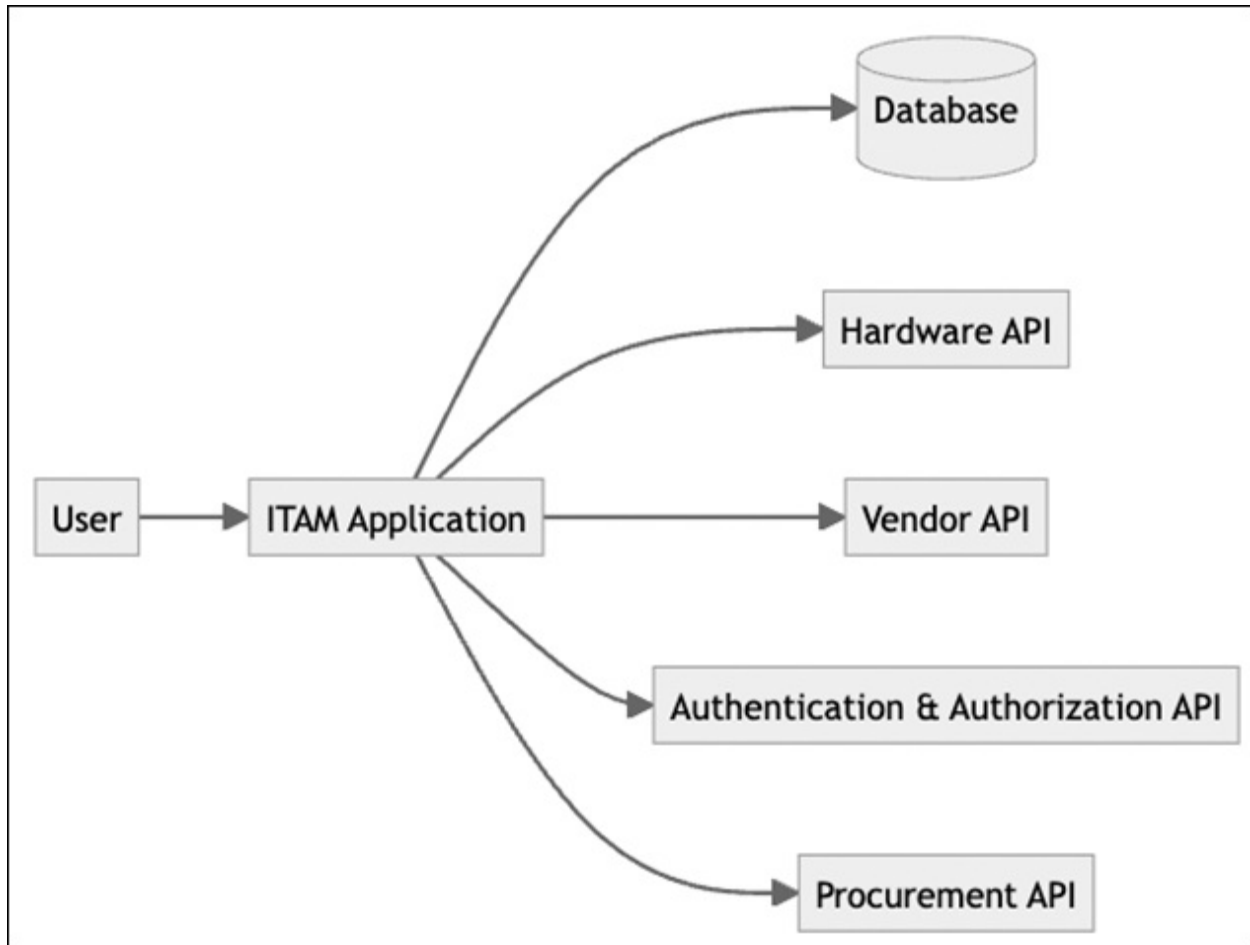 Database
Hardware API
User
ITAM Application
Vendor API
Authentication & Authorization API
Procurement API